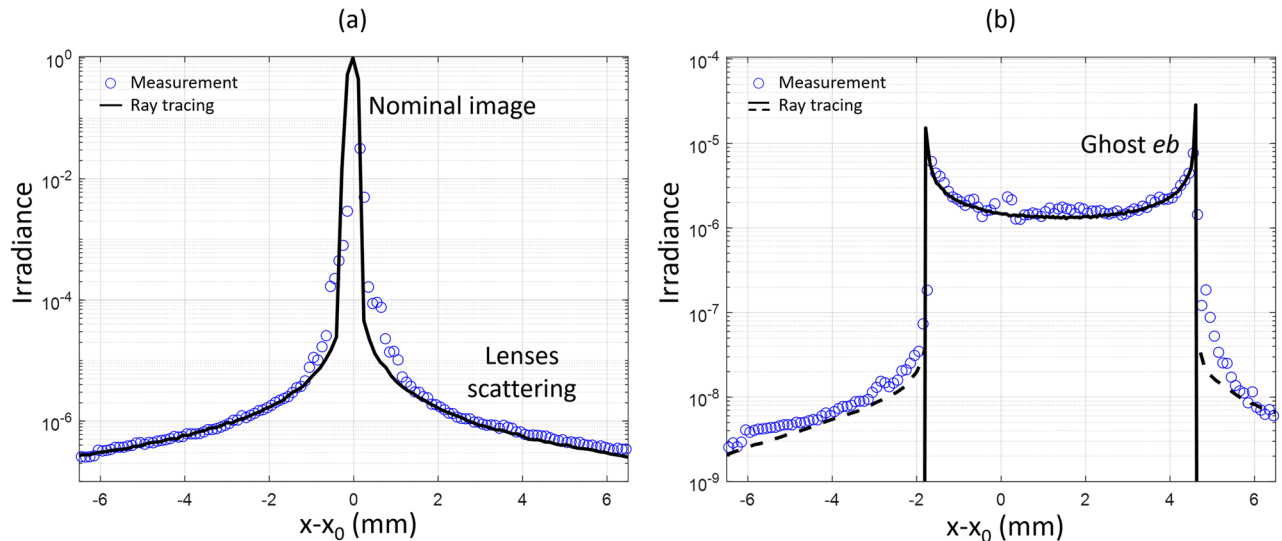 (a)
10⁰
10⁻²
10⁻⁴
10⁻⁶
Irradiance
Measurement
Ray tracing
Nominal image
Lenses
scattering
-6 -4 -2 0 2 4 6
x-x₀ (mm)
(b)
10⁻⁴
10⁻⁵
10⁻⁶
10⁻⁷
10⁻⁸
10⁻⁹
Irradiance
Measurement
Ray tracing
Ghost eb
-6 -4 -2 0 2 4 6
x-x₀ (mm)